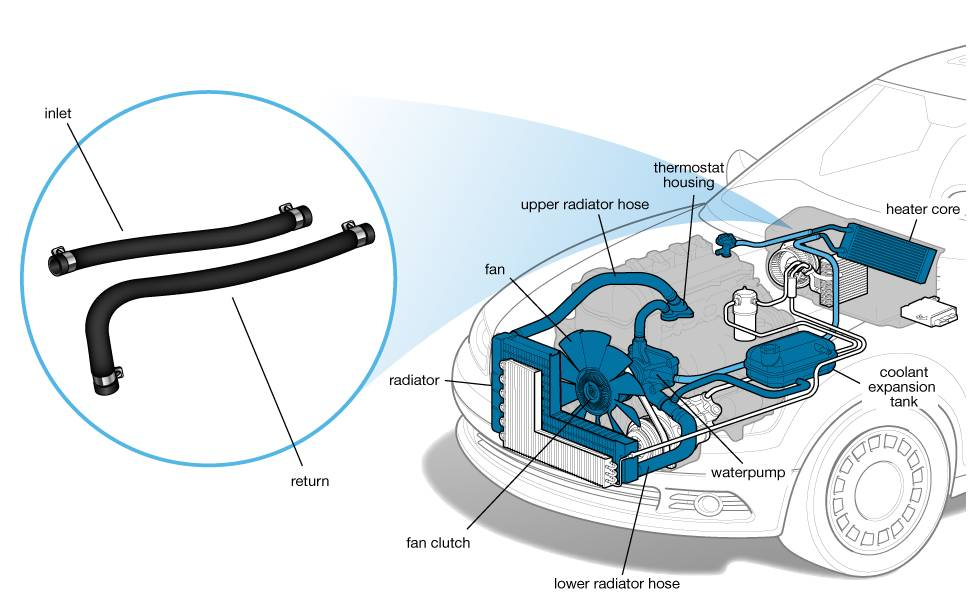 inlet
thermostat
housing
upper radiator hose
heater core
fan
radiator
coolant
expansion
tank
return
waterpump
fan clutch
lower radiator hose